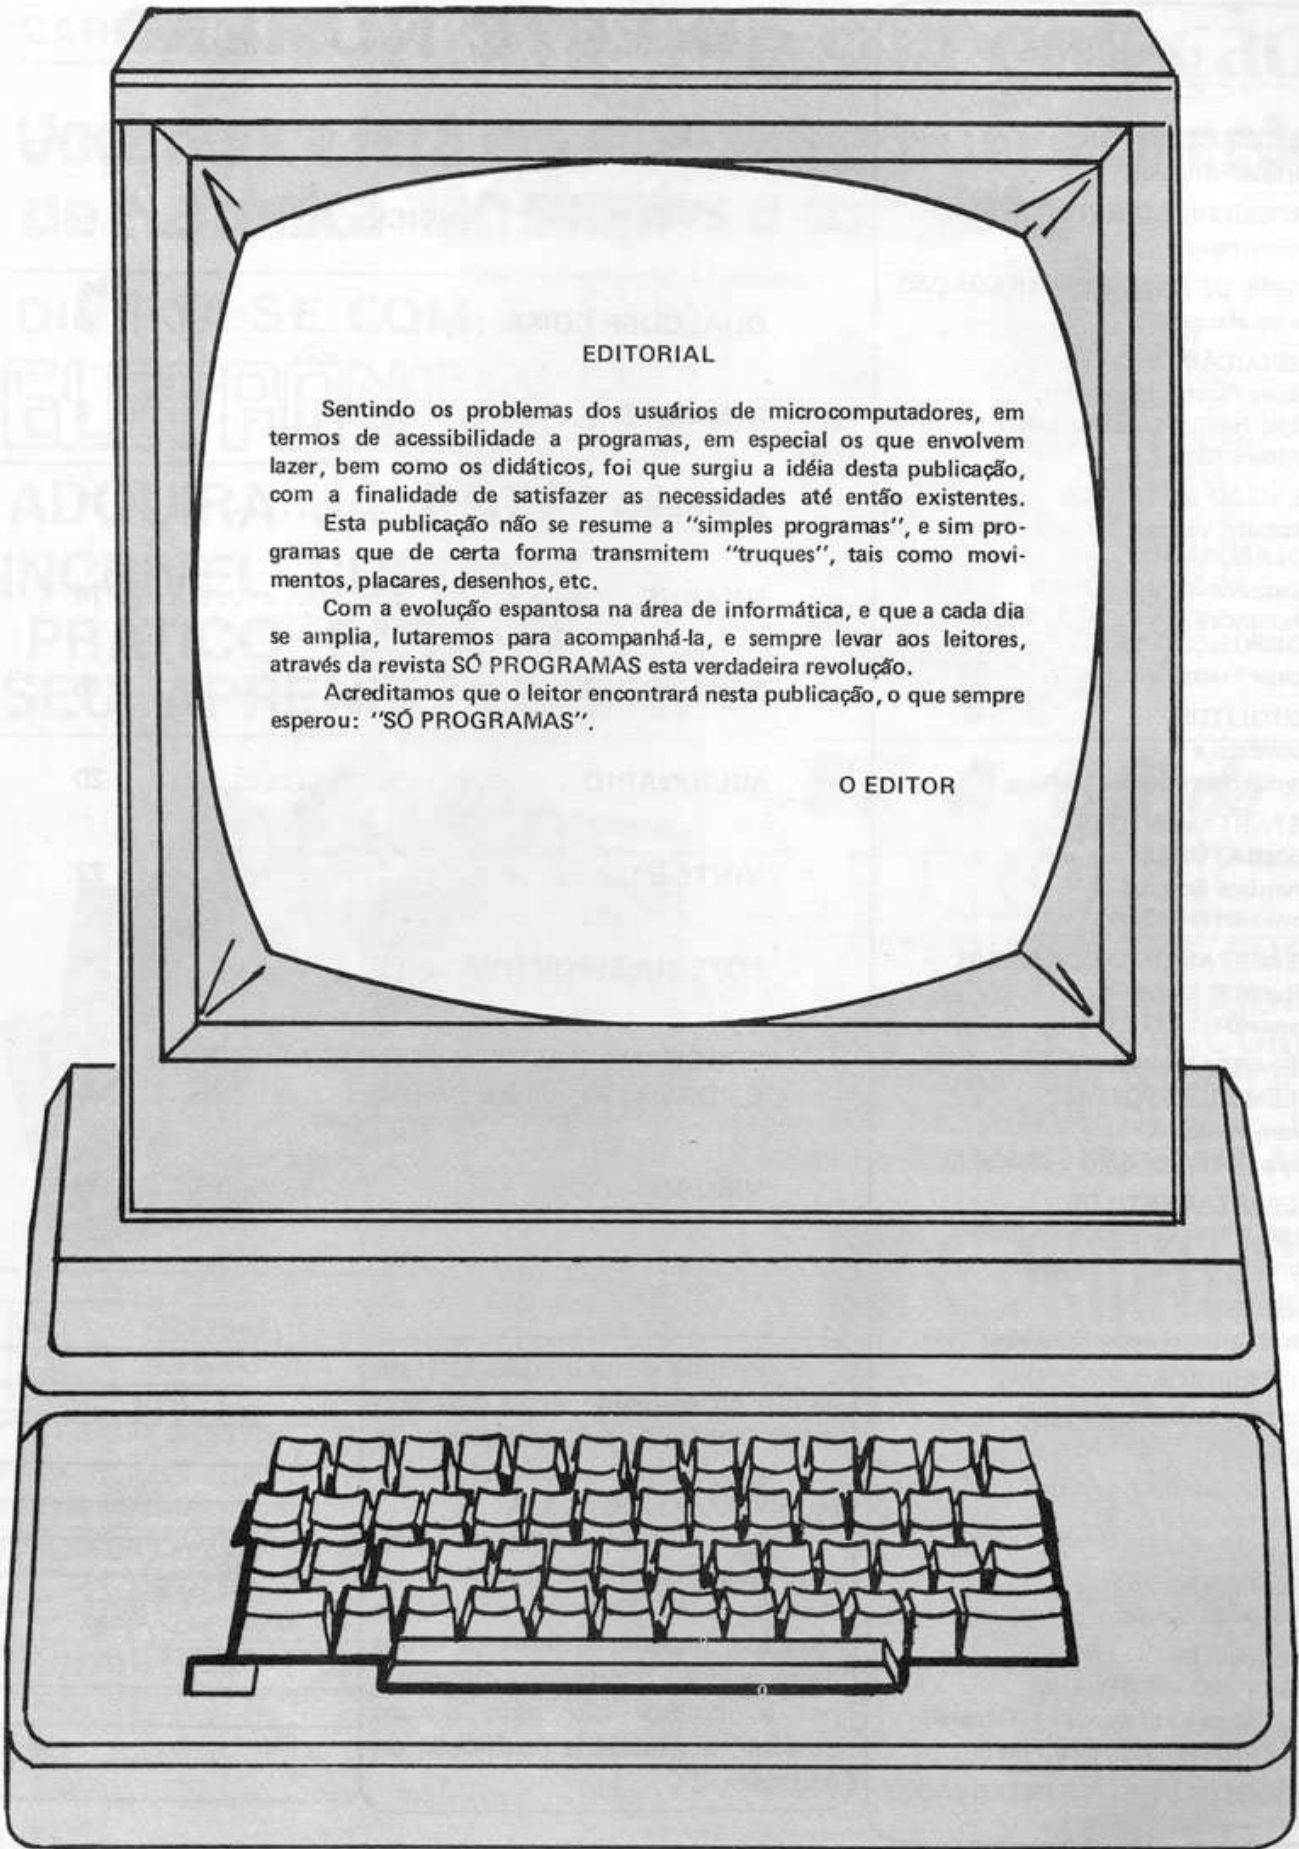 EDITORIAL
Sentindo os problemas dos usuários de microcomputadores, em
termos de acessibilidade a programas, em especial os que envolvem
lazer, bem como os didáticos, foi que surgiu a idéia desta publicação,
com a finalidade de satisfazer as necessidades até então existentes.
Esta publicação não se resume a "simples programas", e sim pro-
gramas que de certa forma transmitem "truques", tais como movi-
mentos, placares, desenhos, etc.
Com a evolução espantosa na área de informática, e que a cada dia
se amplia, lutaremos para acompanhá-la, e sempre levar aos leitores,
através da revista SÓ PROGRAMAS esta verdadeira revolução.
Acreditamos que o leitor encontrará nesta publicação, o que sempre
esperou: "SÓ PROGRAMAS".
O EDITOR